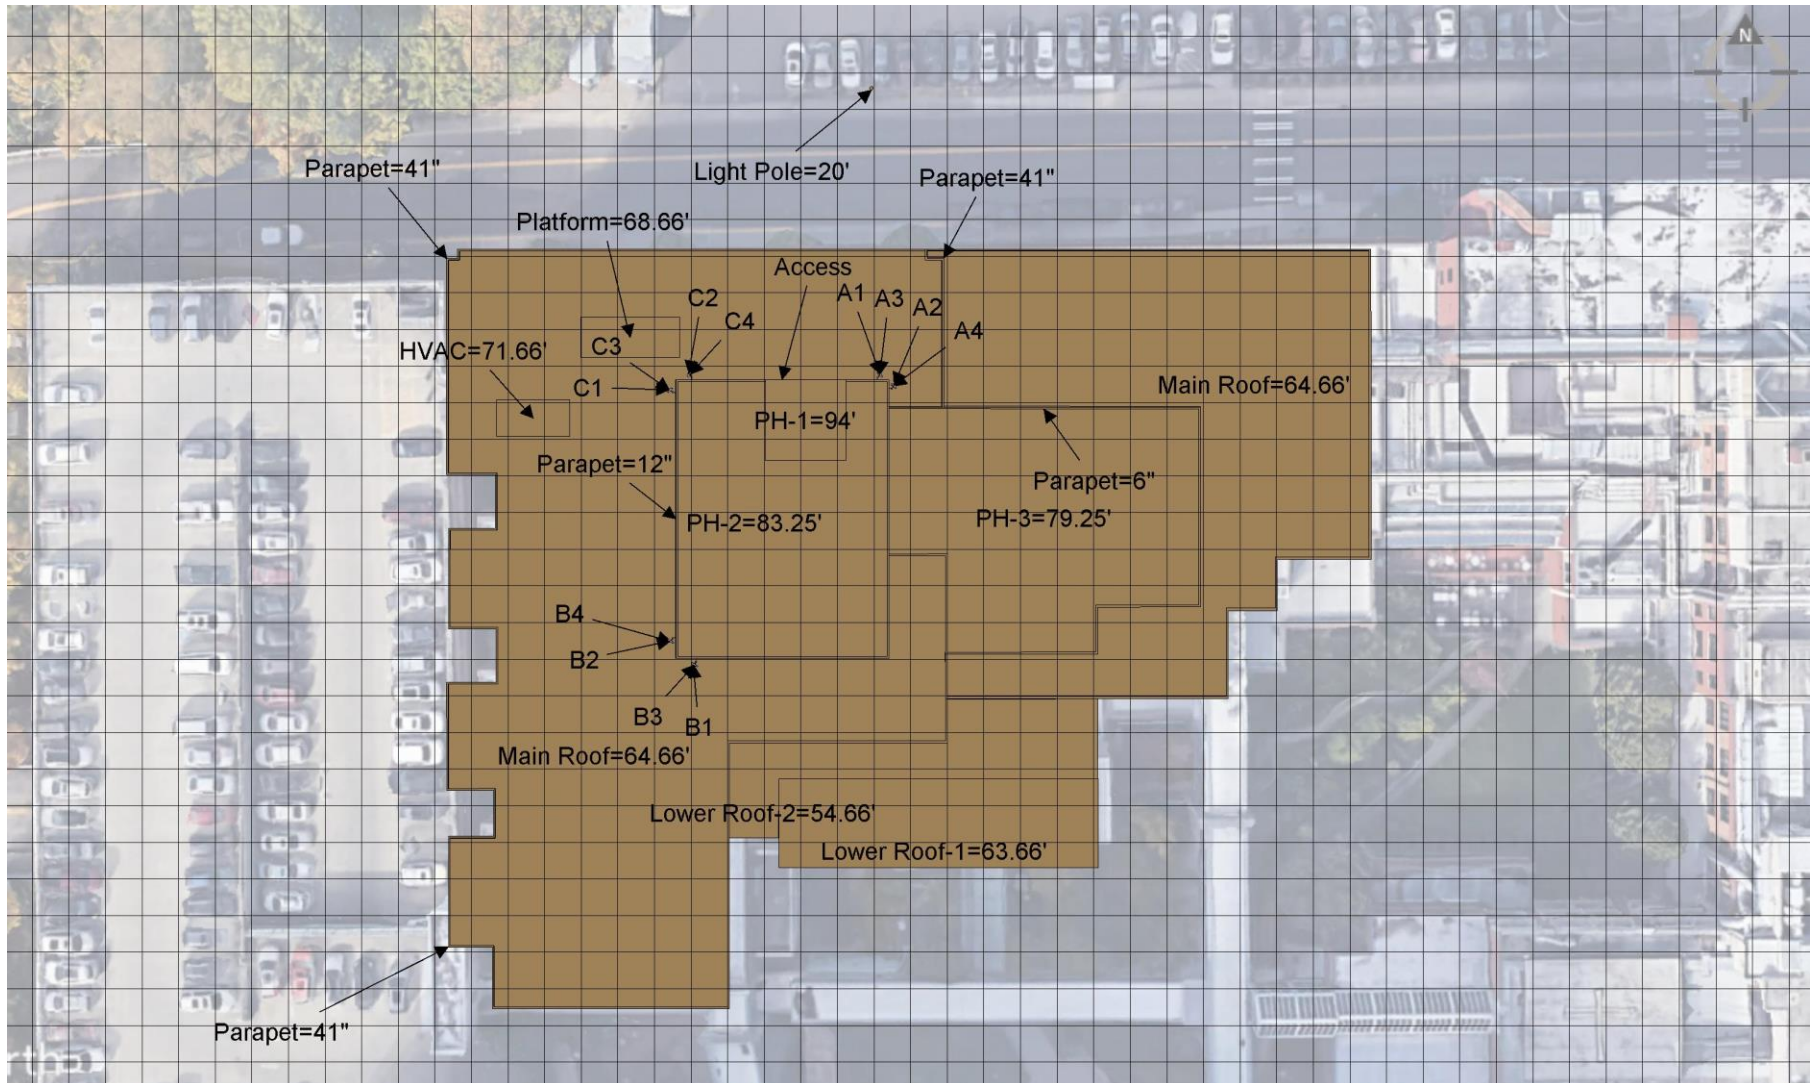 N
Parapet=41"
Light Pole=20'
Parapet=41"
Platform=68.66'
Access
C2
A1
A3
A2
C4
A4
C3
HVAC=71.66'
C1
Main Roof=64.66'
PH-1=94'
Parapet=12"
Parapet=6"
PH-2=83.25'
PH-3=79.25'
B4
B2
B3
B1
Main Roof=64.66'
Lower Roof-2=54.66'
Lower Roof-1=63.66'
Parapet=41"